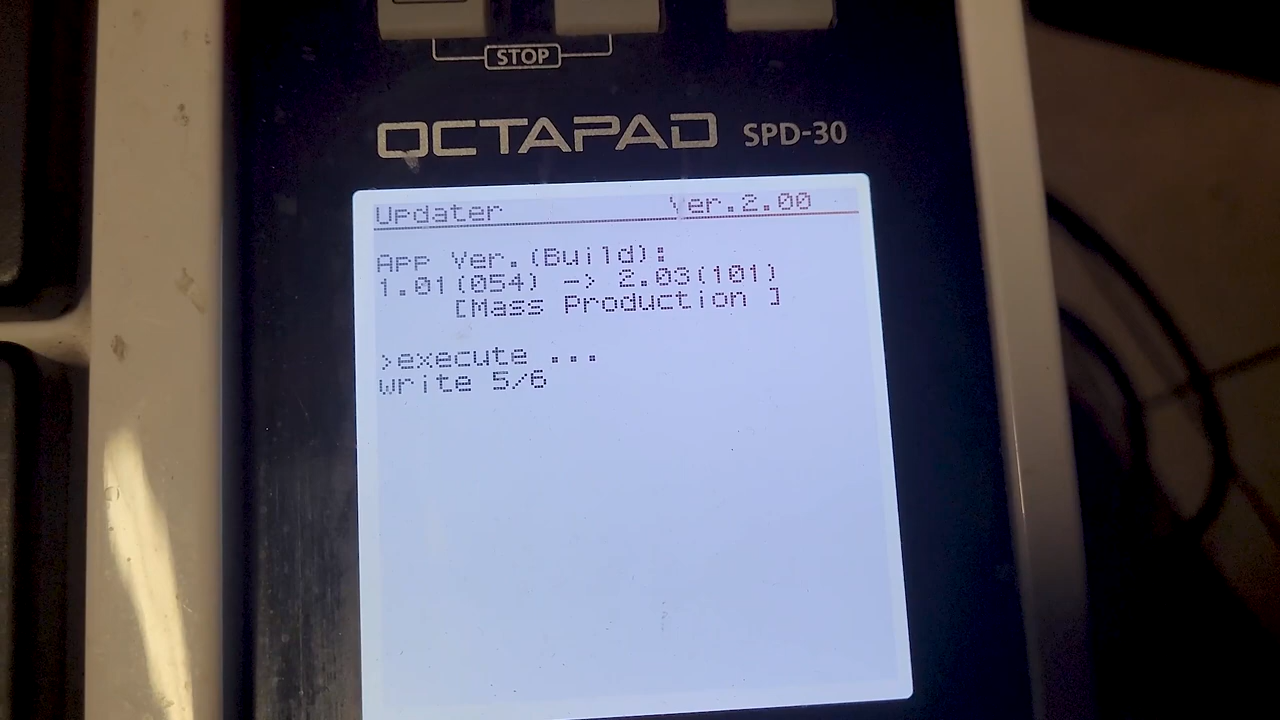 STOP
OCTAPAD SPD-30
Updater Ver.2.00
App Ver.(Build):
1.01(054) -> 2.03(101)
[Mass Production ]
>execute ...
write 5/6